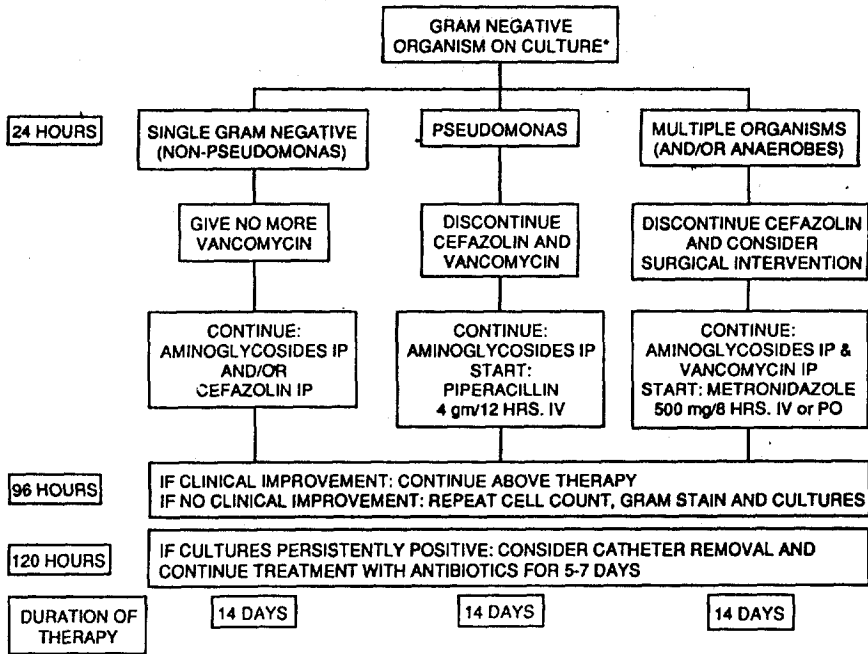 GRAM NEGATIVE
ORGANISM ON CULTURE*
24 HOURS
SINGLE GRAM NEGATIVE
(NON-PSEUDOMONAS)
PSEUDOMONAS
MULTIPLE ORGANISMS
(AND/OR ANAEROBES)
GIVE NO MORE
VANCOMYCIN
DISCONTINUE
CEFAZOLIN AND
VANCOMYCIN
DISCONTINUE CEFAZOLIN
AND CONSIDER
SURGICAL INTERVENTION
CONTINUE:
AMINOGLYCOSIDES IP
AND/OR
CEFAZOLIN IP
CONTINUE:
AMINOGLYCOSIDES IP
START:
PIPERACILLIN
4 gm/12 HRS. IV
CONTINUE:
AMINOGLYCOSIDES IP &
VANCOMYCIN IP
START: METRONIDAZOLE
500 mg/8 HRS. IV or PO
96 HOURS
IF CLINICAL IMPROVEMENT: CONTINUE ABOVE THERAPY
IF NO CLINICAL IMPROVEMENT: REPEAT CELL COUNT, GRAM STAIN AND CULTURES
120 HOURS
IF CULTURES PERSISTENTLY POSITIVE: CONSIDER CATHETER REMOVAL AND
CONTINUE TREATMENT WITH ANTIBIOTICS FOR 5-7 DAYS
DURATION OF
THERAPY
14 DAYS
14 DAYS
14 DAYS